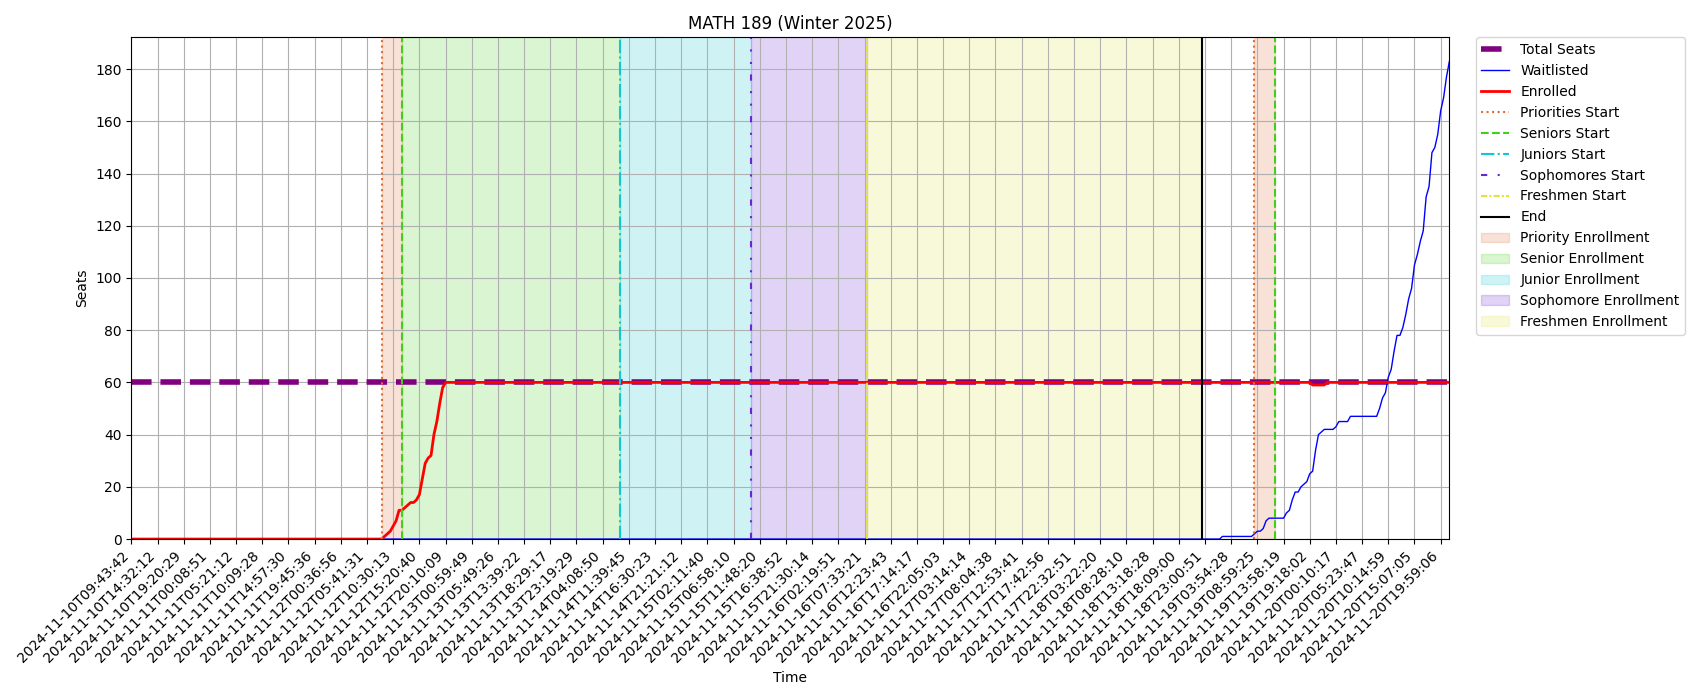 MATH 189 (Winter 2025)
Seats
180
160
140
120
100
80
60
40
20
0
2024-11-10T09:43:42
2024-11-10T14:32:12
2024-11-10T19:20:29
2024-11-11T00:08:51
2024-11-11T05:21:12
2024-11-11T10:09:28
2024-11-11T14:57:30
2024-11-11T19:45:36
2024-11-12T00:36:56
2024-11-12T05:41:31
2024-11-12T10:30:13
2024-11-12T15:20:40
2024-11-12T20:10:09
2024-11-13T00:59:49
2024-11-13T05:49:26
2024-11-13T13:39:22
2024-11-13T18:29:17
2024-11-13T23:19:29
2024-11-14T04:08:50
2024-11-14T11:39:45
2024-11-14T16:30:23
2024-11-14T21:21:12
2024-11-15T02:11:40
2024-11-15T06:58:10
2024-11-15T11:48:20
2024-11-15T16:38:52
2024-11-15T21:30:14
2024-11-16T02:19:51
2024-11-16T07:33:21
2024-11-16T12:23:43
2024-11-16T17:14:17
2024-11-16T22:05:03
2024-11-17T03:14:14
2024-11-17T08:04:38
2024-11-17T12:53:41
2024-11-17T17:42:56
2024-11-17T22:32:51
2024-11-18T03:22:20
2024-11-18T08:28:10
2024-11-18T13:18:28
2024-11-18T18:09:00
2024-11-18T23:00:51
2024-11-19T03:54:28
2024-11-19T08:59:25
2024-11-19T13:58:19
2024-11-19T19:18:02
2024-11-20T00:10:17
2024-11-20T05:23:47
2024-11-20T10:14:59
2024-11-20T15:07:05
2024-11-20T19:59:06
Time
Total Seats
Waitlisted
Enrolled
Priorities Start
Seniors Start
Juniors Start
Sophomores Start
Freshmen Start
End
Priority Enrollment
Senior Enrollment
Junior Enrollment
Sophomore Enrollment
Freshmen Enrollment